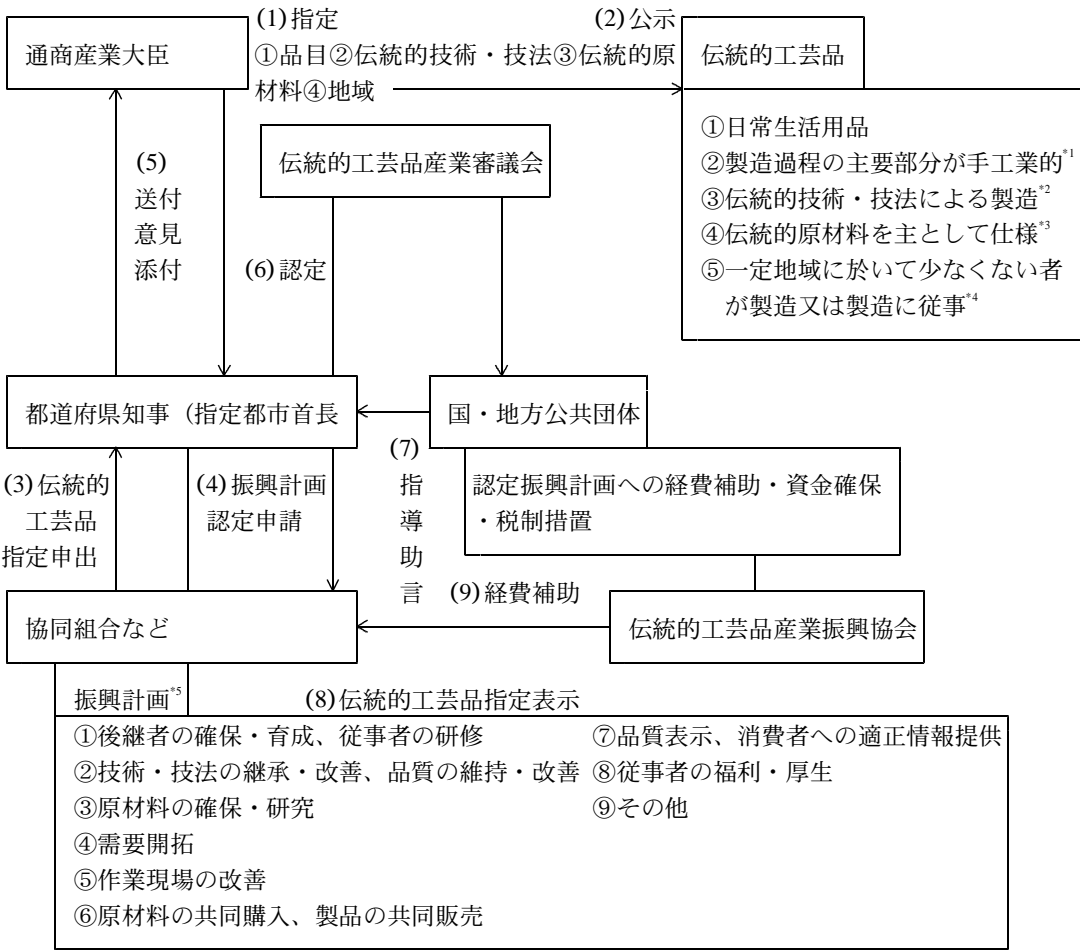 (1)指定
(2)公示
通商産業大臣
①品目②伝統的技術・技法③伝統的原
材料④地域
伝統的工芸品
①日常生活用品
②製造過程の主要部分が手工業的*1
③伝統的技術・技法による製造*2
④伝統的原材料を主として仕様*3
⑤一定地域に於いて少なくない者
が製造又は製造に従事*4
伝統的工芸品産業審議会
(5)
送付
意見
添付
(6)認定
都道府県知事（指定都市首長
国・地方公共団体
(7)
指
導
助
言
認定振興計画への経費補助・資金確保
・税制措置
(3)伝統的
工芸品
指定申出
(4)振興計画
認定申請
(9)経費補助
協同組合など
伝統的工芸品産業振興協会
振興計画*5
(8)伝統的工芸品指定表示
①後継者の確保・育成、従事者の研修
②技術・技法の継承・改善、品質の維持・改善
③原材料の確保・研究
④需要開拓
⑤作業現場の改善
⑥原材料の共同購入、製品の共同販売
⑦品質表示、消費者への適正情報提供
⑧従事者の福利・厚生
⑨その他